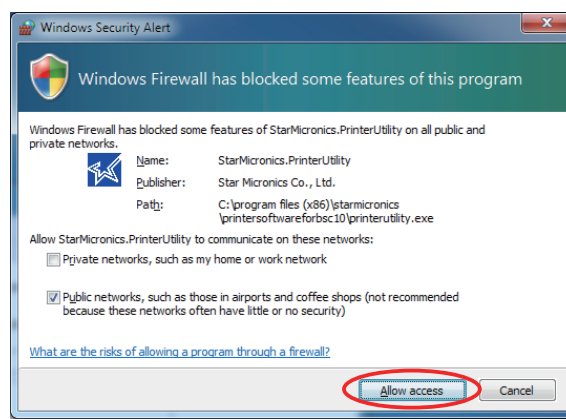 Windows Security Alert
Windows Firewall has blocked some features of this program
Windows Firewall has blocked some features of StarMicronics.PrinterUtility on all public and
private networks.
Name: StarMicronics.PrinterUtility
Publisher: Star Micronics Co., Ltd.
Path: C:\program files (x86)\starmicronics
\printersoftwareforbsc10\printerutility.exe
Allow StarMicronics.PrinterUtility to communicate on these networks:
Private networks, such as my home or work network
Public networks, such as those in airports and coffee shops (not recommended
because these networks often have little or no security)
What are the risks of allowing a program through a firewall?
Allow access Cancel